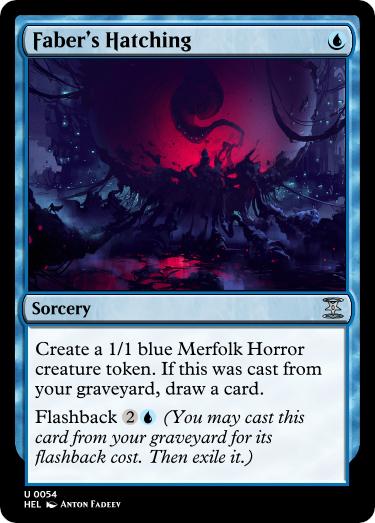 Faber's Hatching
Sorcery
Create a 1/1 blue Merfolk Horror
creature token. If this was cast from
your graveyard, draw a card.
Flashback 2 (You may cast this
card from your graveyard for its
flashback cost. Then exile it.)
U 0054
HEL Anton Fadeev